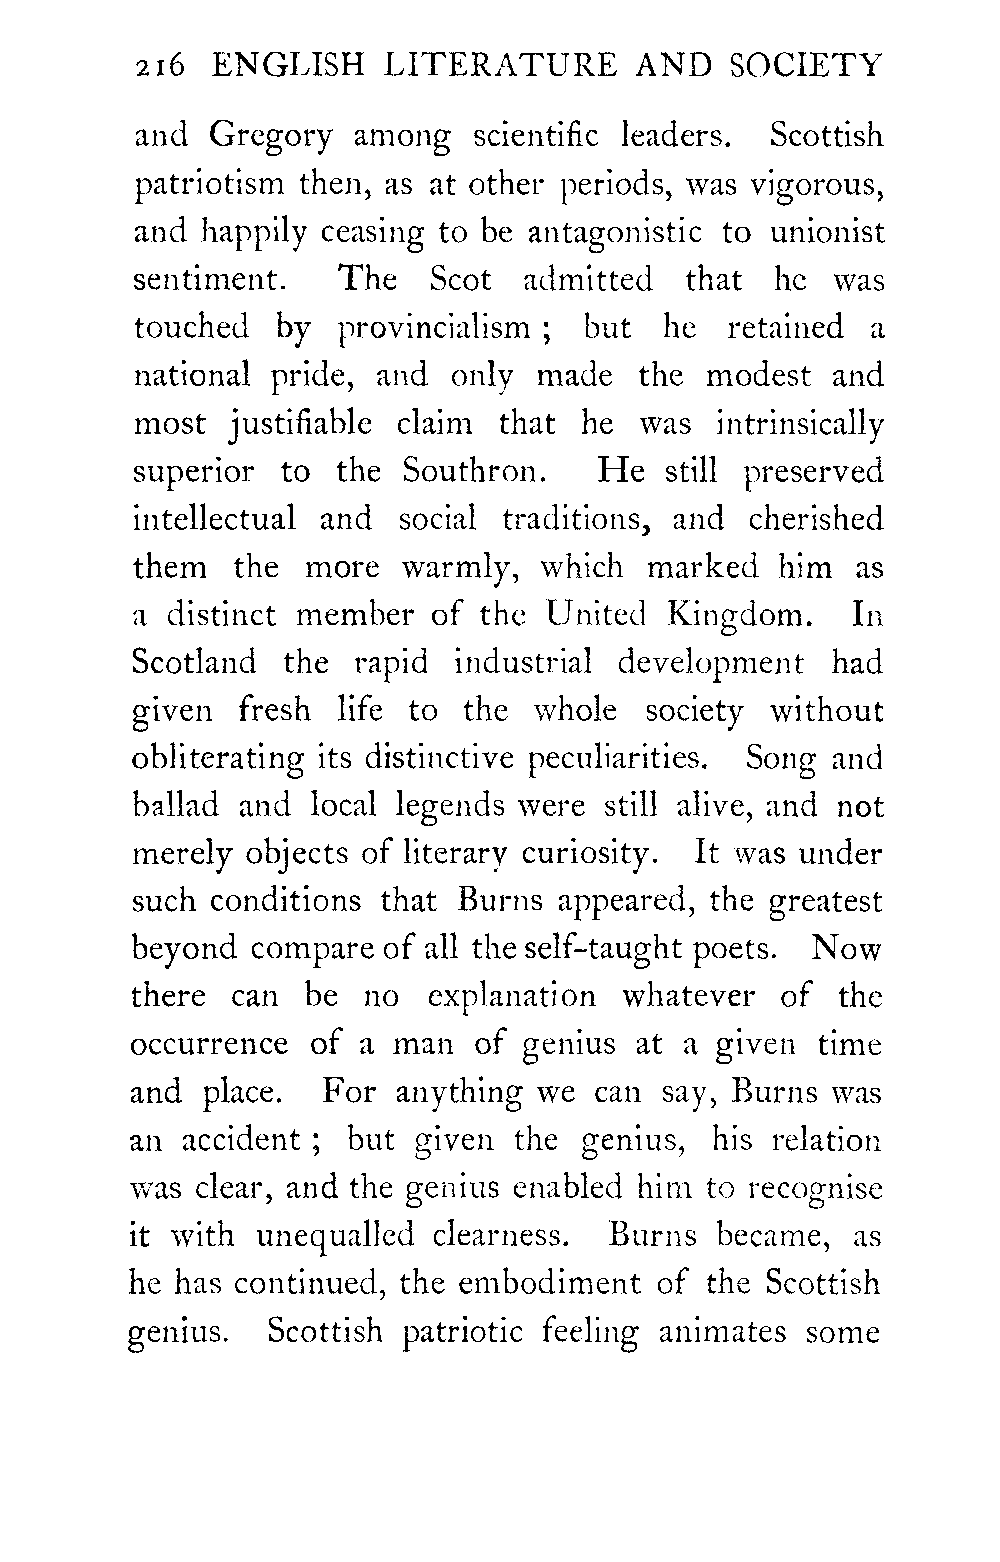 216 ENGLISH LITERATURE AND SOCIETY
and Gregory among scientific leaders. Scottish
patriotism then, as at other periods, was vigorous,
and happily ceasing to be antagonistic to unionist
sentiment. The Scot admitted that he was
touched by provincialism ; but he retained a
national pride, and only made the modest and
most justifiable claim that he was intrinsically
superior to the Southron. He still preserved
intellectual and social traditions, and cherished
them the more warmly, which marked him as
a distinct member of the United Kingdom. In
Scotland the rapid industrial development had
given fresh life to the whole society without
obliterating its distinctive peculiarities. Song and
ballad and local legends were still alive, and not
merely objects of literary curiosity. It was under
such conditions that Burns appeared, the greatest
beyond compare of all the self-taught poets. Now
there can be no explanation whatever of the
occurrence of a man of genius at a given time
and place. For anything we can say, Burns was
an accident ; but given the genius, his relation
was clear, and the genius enabled him to recognise
it with unequalled clearness. Burns became, as
he has continued, the embodiment of the Scottish
genius. Scottish patriotic feeling animates some